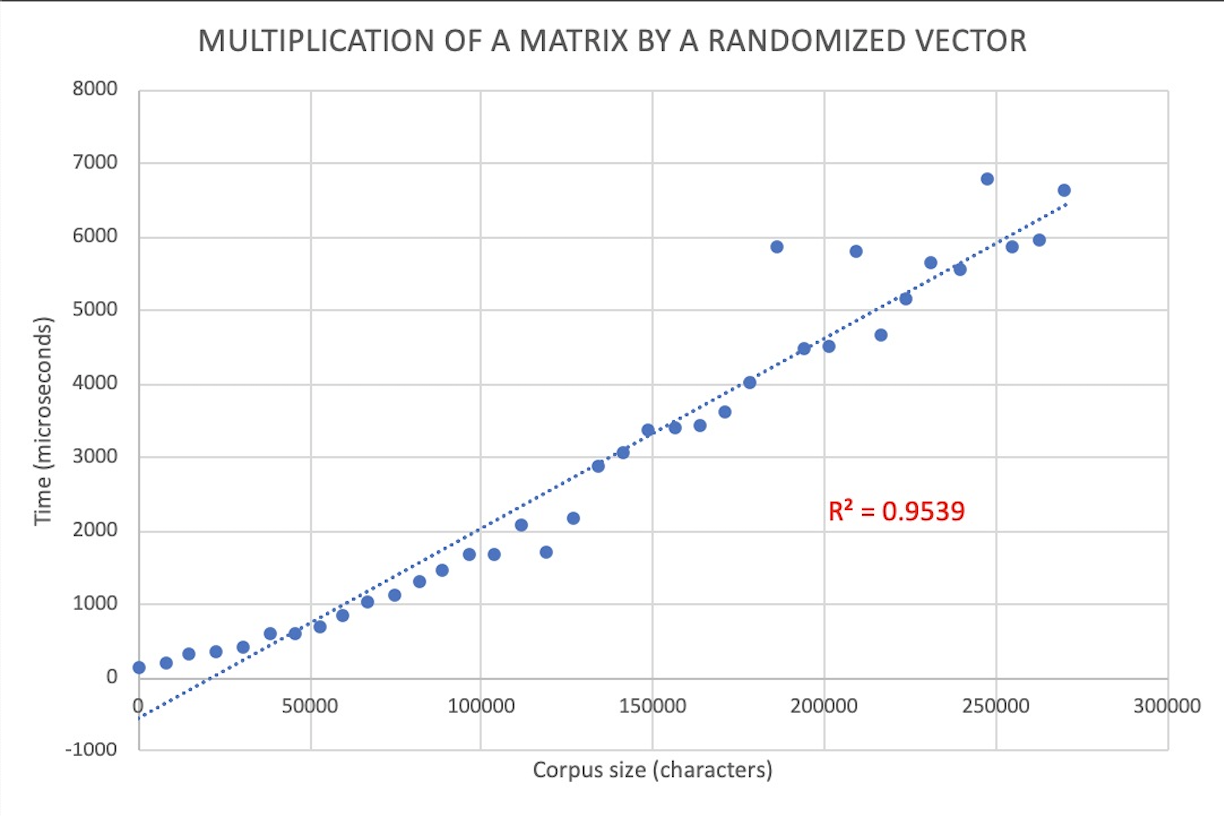 MULTIPLICATION OF A MATRIX BY A RANDOMIZED VECTOR
8000
7000
6000
5000
4000
3000
2000
1000
0
-1000
Time (microseconds)
R² = 0.9539
0 50000 100000 150000 200000 250000 300000
Corpus size (characters)